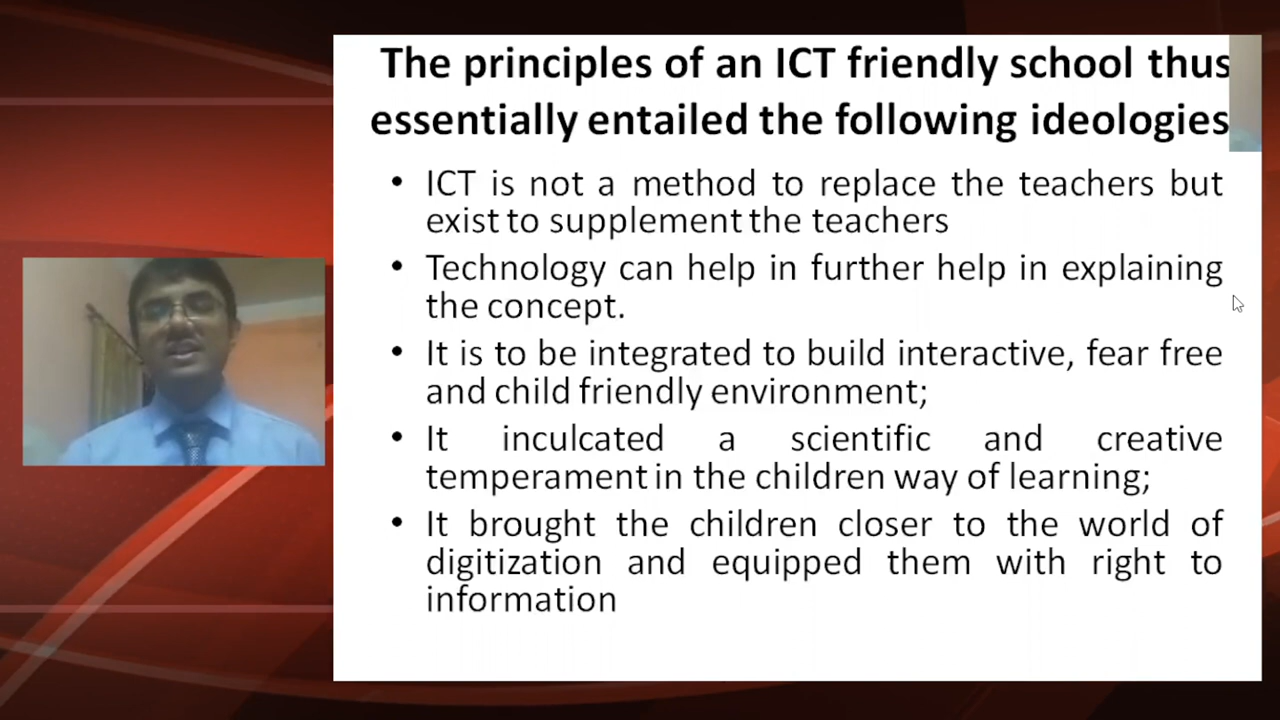 The principles of an ICT friendly school thus
essentially entailed the following ideologies
• ICT is not a method to replace the teachers but
exist to supplement the teachers
• Technology can help in further help in explaining
the concept.
• It is to be integrated to build interactive, fear free
and child friendly environment;
• It inculcated a scientific and creative
temperament in the children way of learning;
• It brought the children closer to the world of
digitization and equipped them with right to
information